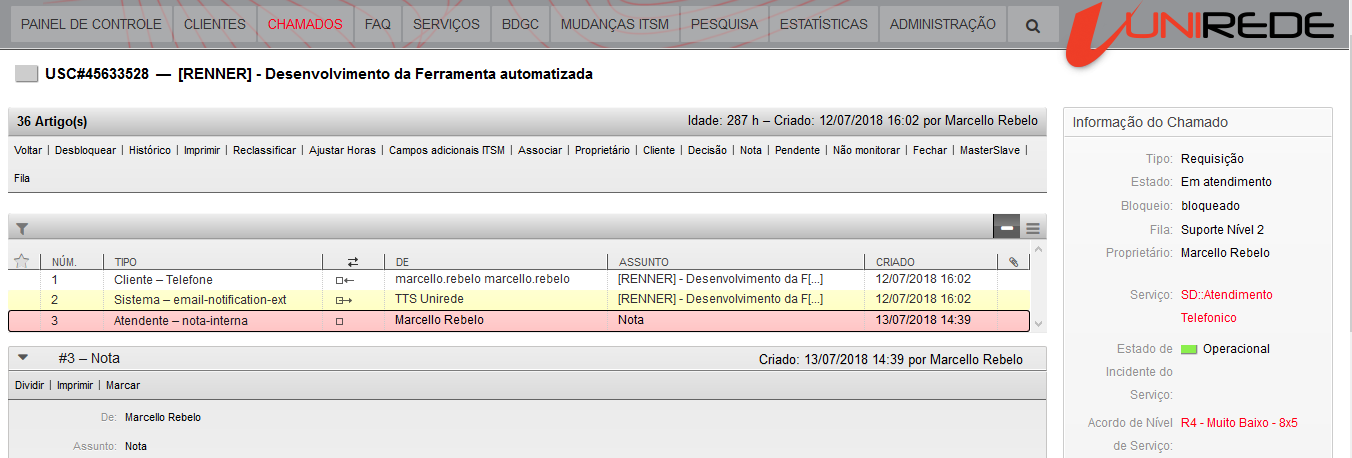 PAINEL DE CONTROLE CLIENTES CHAMADOS FAQ SERVIÇOS BDGC MUDANÇAS ITSM PESQUISA ESTATÍSTICAS ADMINISTRAÇÃO UNIREDE
USC#45633528 — [RENNER] - Desenvolvimento da Ferramenta automatizada
36 Artigo(s) Idade: 287 h – Criado: 12/07/2018 16:02 por Marcello Rebelo
Voltar | Desbloquear | Histórico | Imprimir | Reclassificar | Ajustar Horas | Campos adicionais ITSM | Associar | Proprietário | Cliente | Decisão | Nota | Pendente | Não monitorar | Fechar | MasterSlave |
Fila
NÚM. TIPO DE ASSUNTO CRIADO
1 Cliente – Telefone marcello.rebelo marcello.rebelo [RENNER] - Desenvolvimento da F[...] 12/07/2018 16:02
2 Sistema – email-notification-ext TTS Unirede [RENNER] - Desenvolvimento da F[...] 12/07/2018 16:02
3 Atendente – nota-interna Marcello Rebelo Nota 13/07/2018 14:39
#3 – Nota Criado: 13/07/2018 14:39 por Marcello Rebelo
Dividir | Imprimir | Marcar
De: Marcello Rebelo
Assunto: Nota
Informação do Chamado
Tipo: Requisição
Estado: Em atendimento
Bloqueio: bloqueado
Fila: Suporte Nível 2
Proprietário: Marcello Rebelo
Serviço: SD::Atendimento
Telefonico
Estado de Operacional
Incidente do
Serviço:
Acordo de Nível R4 - Muito Baixo - 8x5
de Serviço: